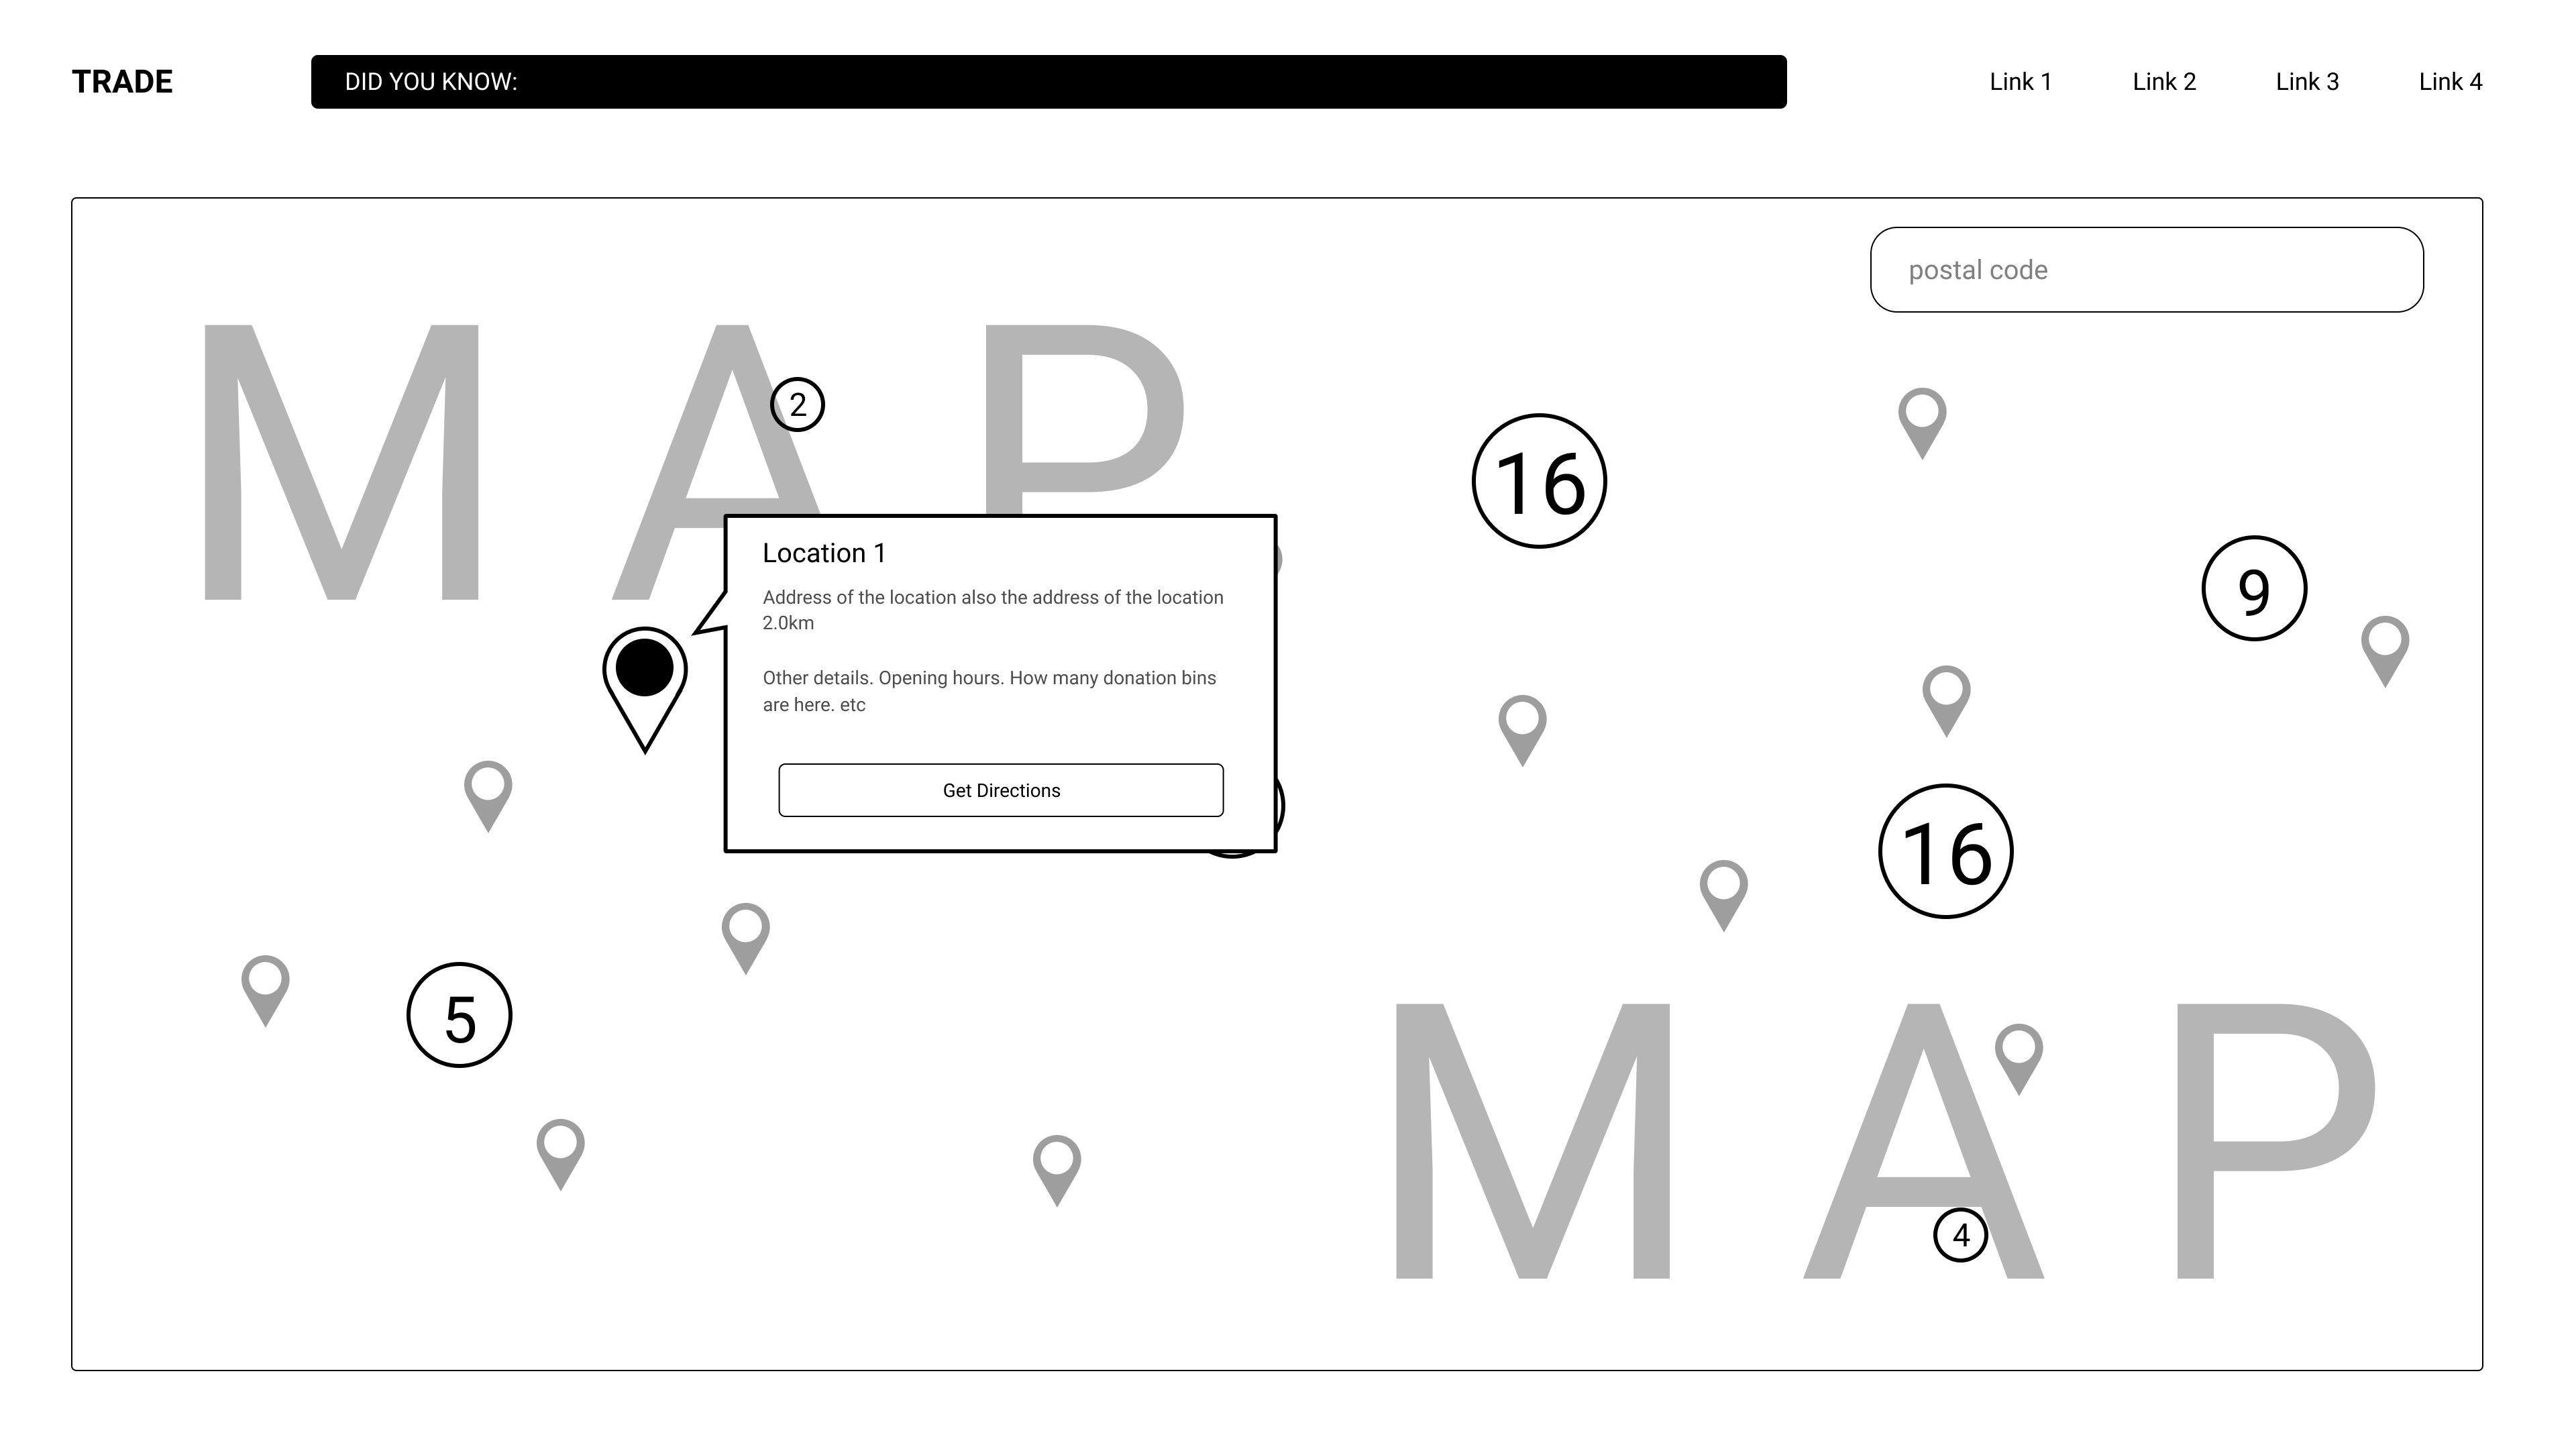 TRADE
DID YOU KNOW:
Link 1
Link 2
Link 3
Link 4
postal code
MAP
2
16
9
Location 1
Address of the location also the address of the location
2.0km
Other details. Opening hours. How many donation bins
are here. etc
Get Directions
16
5
MAP
4